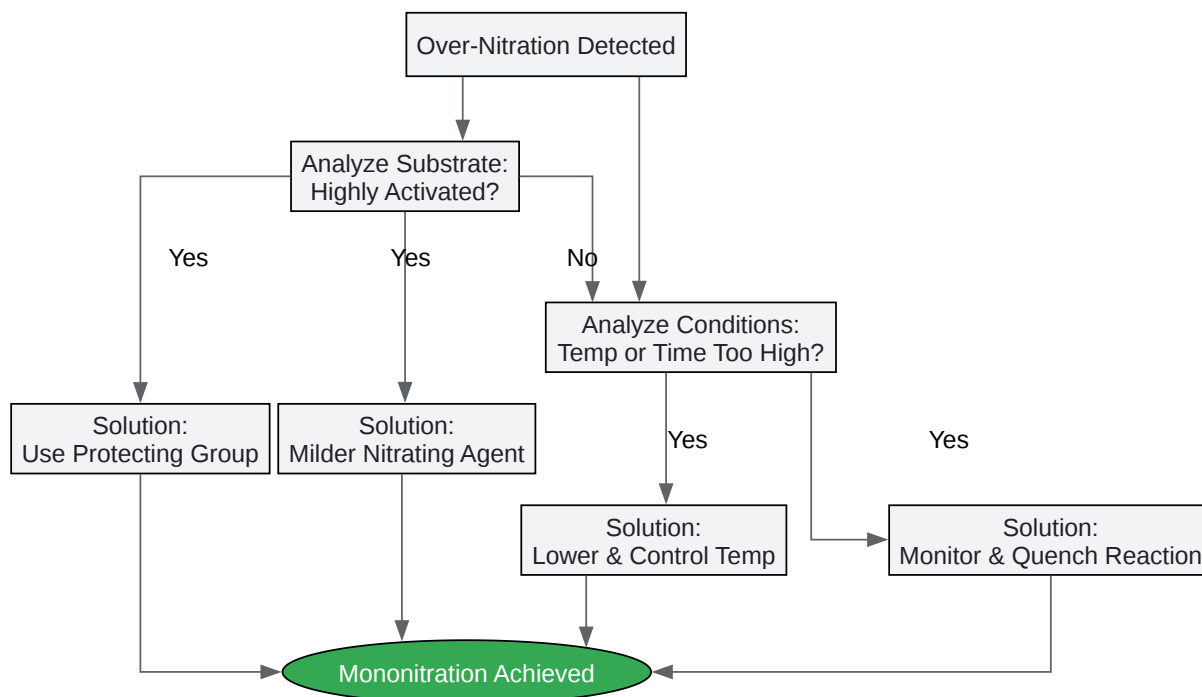 Over-Nitration Detected
Analyze Substrate:
Highly Activated?
Yes
Yes
No
Analyze Conditions:
Temp or Time Too High?
Solution:
Use Protecting Group
Solution:
Milder Nitrating Agent
Yes
Yes
Solution:
Lower & Control Temp
Solution:
Monitor & Quench Reaction
Mononitration Achieved